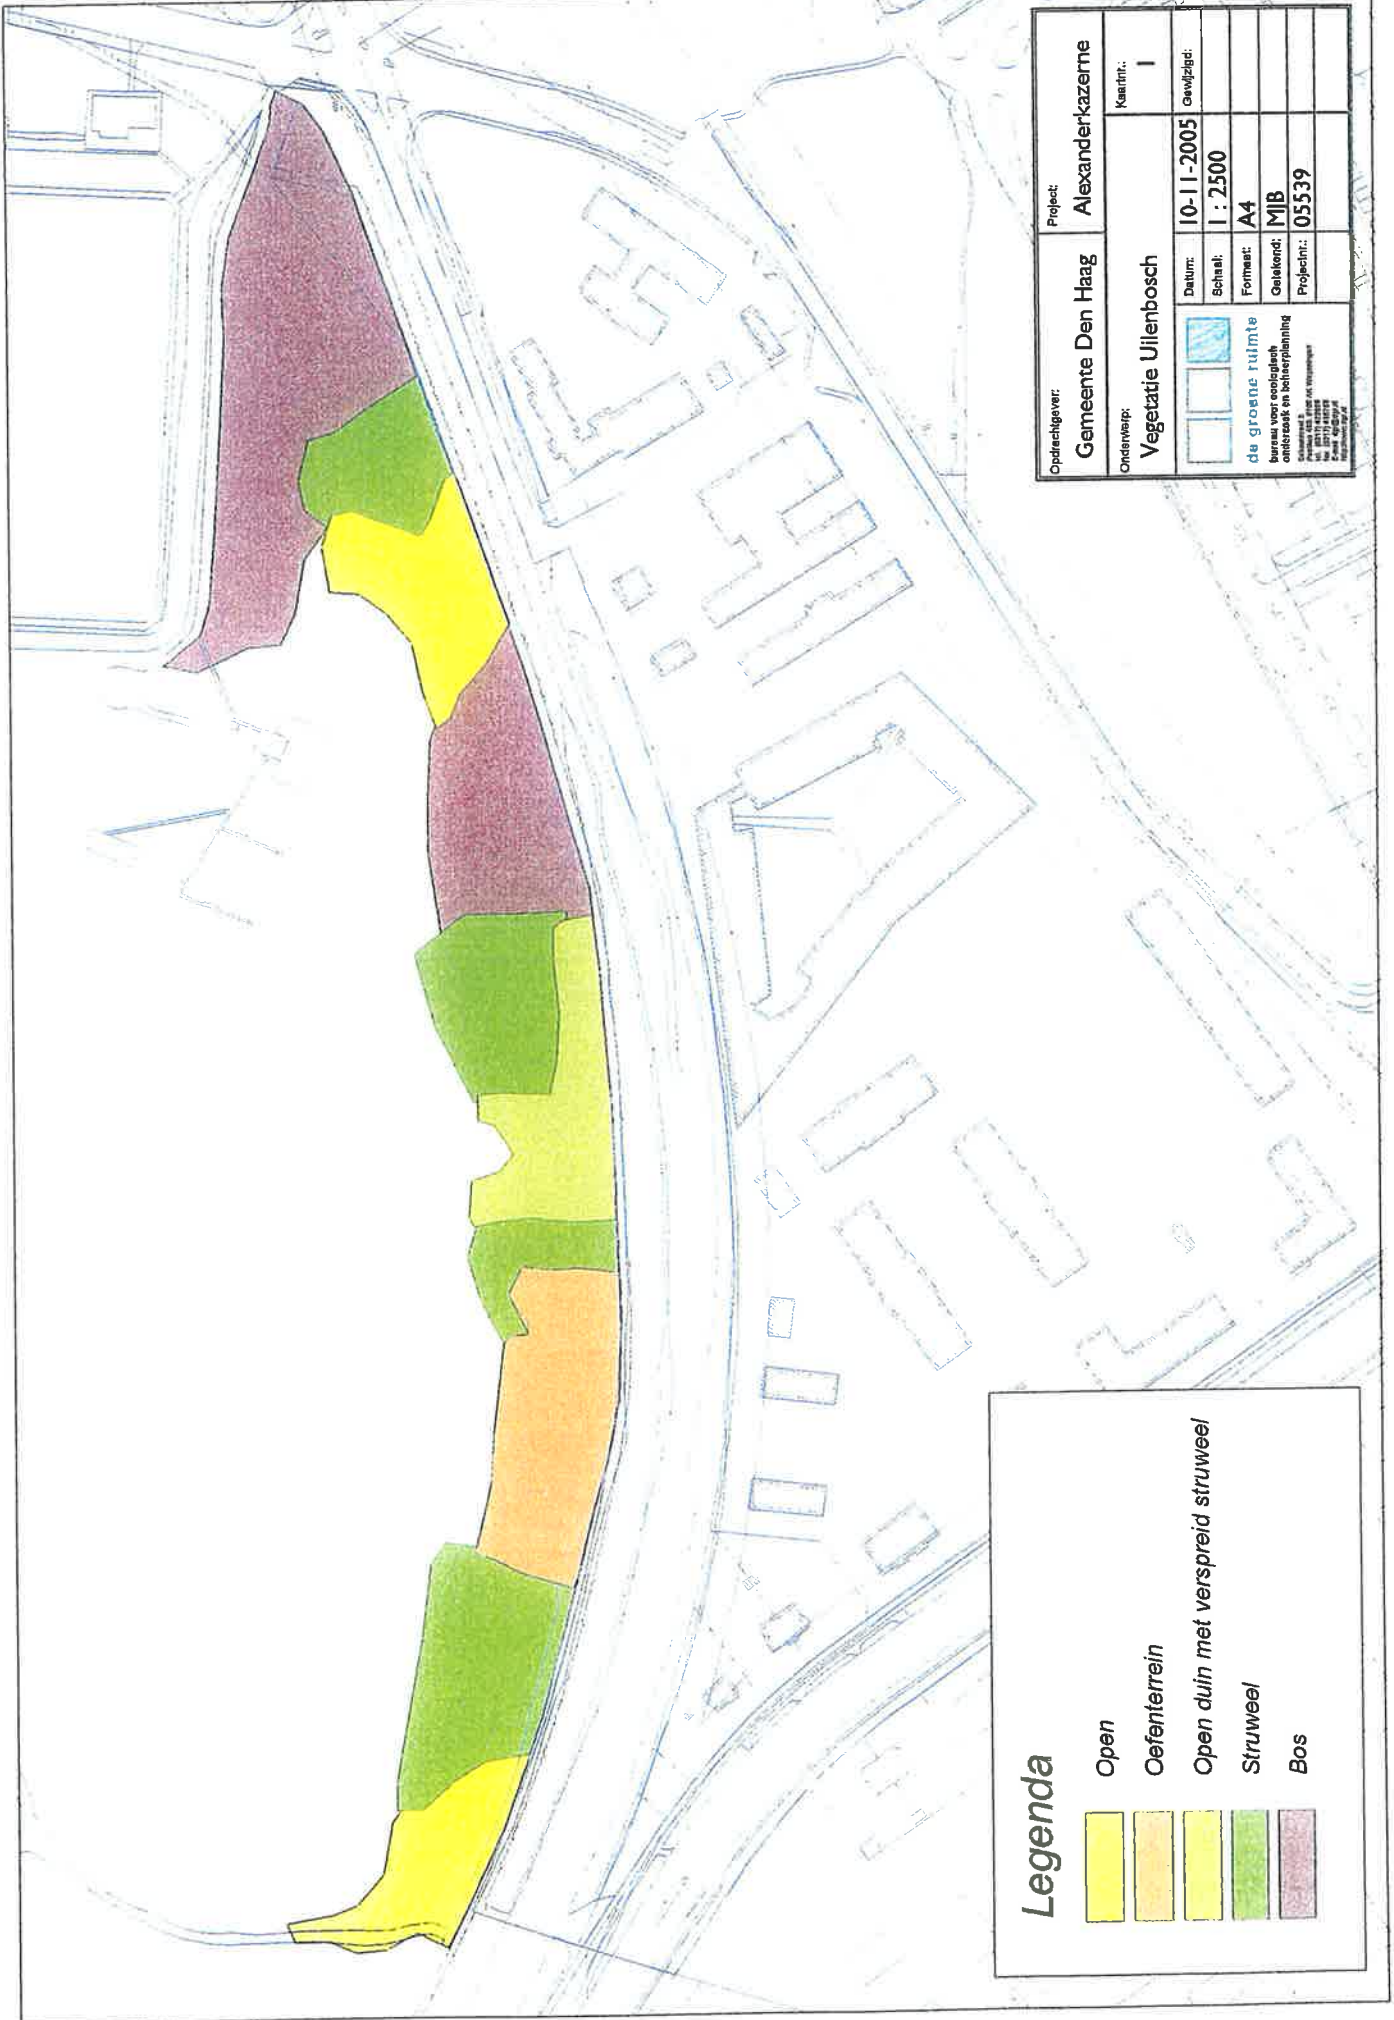 Opdrachtgever:
Gemeente Den Haag
Project:
Alexanderkazerne
Onderwerp:
Vegetatie Uilenbosch
Kaartnr.:
1
de groene ruimte
bureau voor ecologisch
onderzoek en beheerplanning
Datum: 10-11-2005 Gewijzigd:
Schaal: 1 : 2500
Formaat: A4
Getekend: MJB
Projectnr.: 05539
Legenda
Open
Oefenterrein
Open duin met verspreid struweel
Struweel
Bos